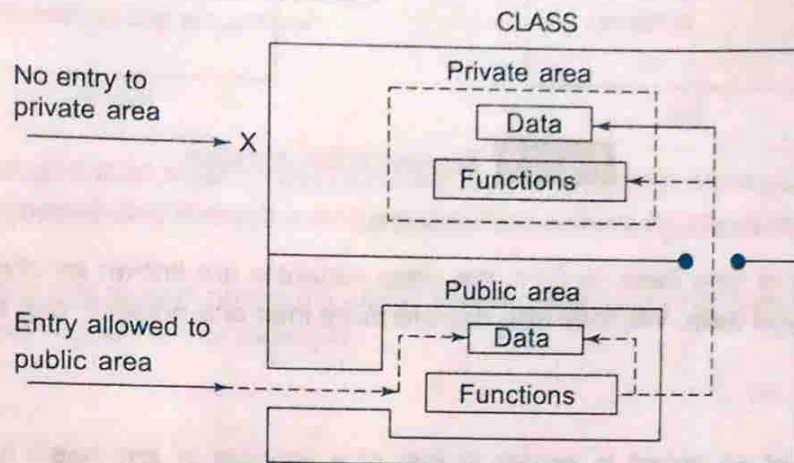 CLASS
No entry to
private area
X
Private area
Data
Functions
Entry allowed to
public area
Public area
Data
Functions